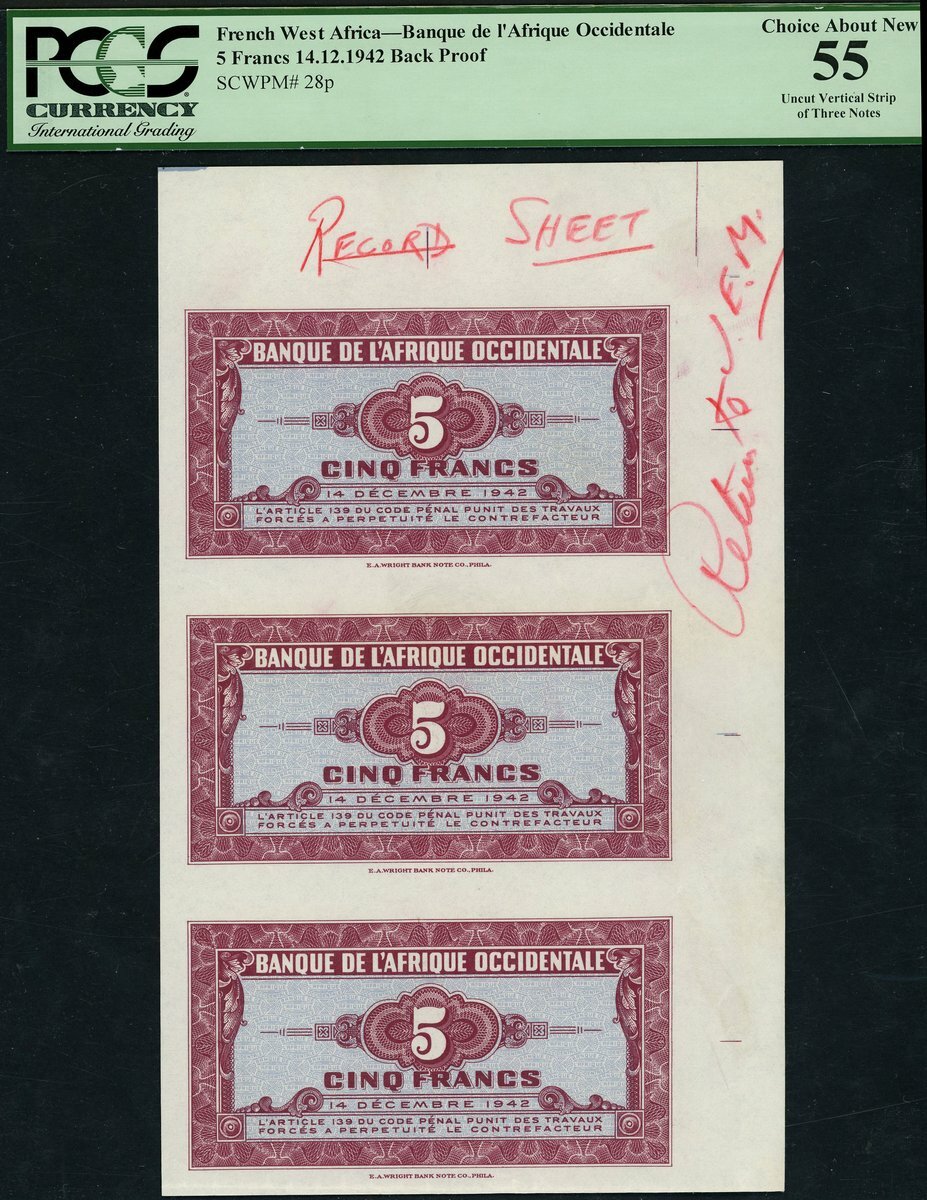 PCGS
CURRENCY
International Grading
French West Africa—Banque de l'Afrique Occidentale
5 Francs 14.12.1942 Back Proof
SCWPM# 28p
Choice About New
55
Uncut Vertical Strip
of Three Notes
RECORD SHEET
Return to J.E.M.
BANQUE DE L'AFRIQUE OCCIDENTALE
5
CINQ FRANCS
14 DÉCEMBRE 1942
L'ARTICLE 139 DU CODE PÉNAL PUNIT DES TRAVAUX
FORCÉS A PERPETUITÉ LE CONTREFACTEUR
E.A.WRIGHT BANK NOTE CO., PHILA.
BANQUE DE L'AFRIQUE OCCIDENTALE
5
CINQ FRANCS
14 DÉCEMBRE 1942
L'ARTICLE 139 DU CODE PÉNAL PUNIT DES TRAVAUX
FORCÉS A PERPETUITÉ LE CONTREFACTEUR
E.A.WRIGHT BANK NOTE CO., PHILA.
BANQUE DE L'AFRIQUE OCCIDENTALE
5
CINQ FRANCS
14 DÉCEMBRE 1942
L'ARTICLE 139 DU CODE PÉNAL PUNIT DES TRAVAUX
FORCÉS A PERPETUITÉ LE CONTREFACTEUR
E.A.WRIGHT BANK NOTE CO., PHILA.